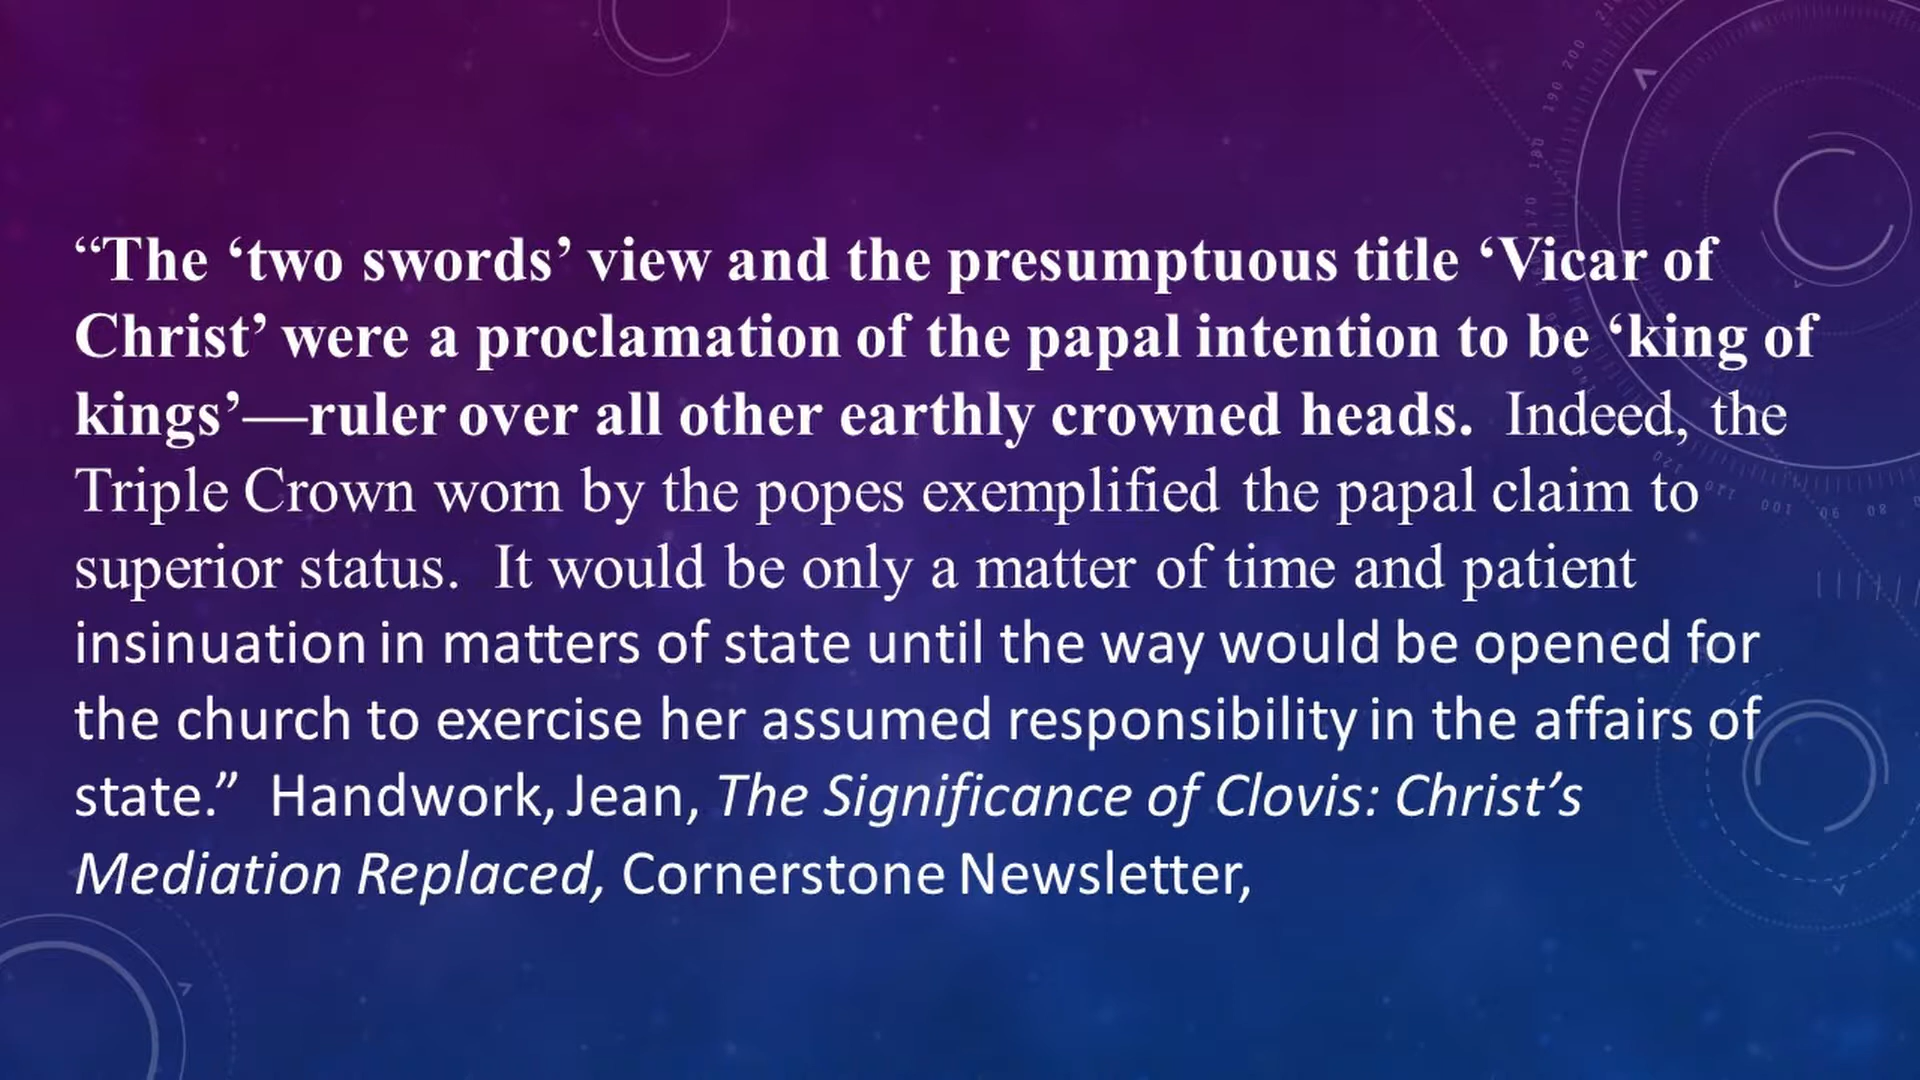 “The ‘two swords’ view and the presumptuous title ‘Vicar of
Christ’ were a proclamation of the papal intention to be ‘king of
kings’—ruler over all other earthly crowned heads.  Indeed, the
Triple Crown worn by the popes exemplified the papal claim to
superior status.  It would be only a matter of time and patient
insinuation in matters of state until the way would be opened for
the church to exercise her assumed responsibility in the affairs of
state.”  Handwork, Jean, The Significance of Clovis: Christ’s
Mediation Replaced, Cornerstone Newsletter,